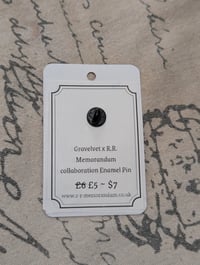 Gravelvet x R.R.
Memorandum
collaboration Enamel Pin
£6 £5 ~ $7
www.r-r-memorandum.co.uk